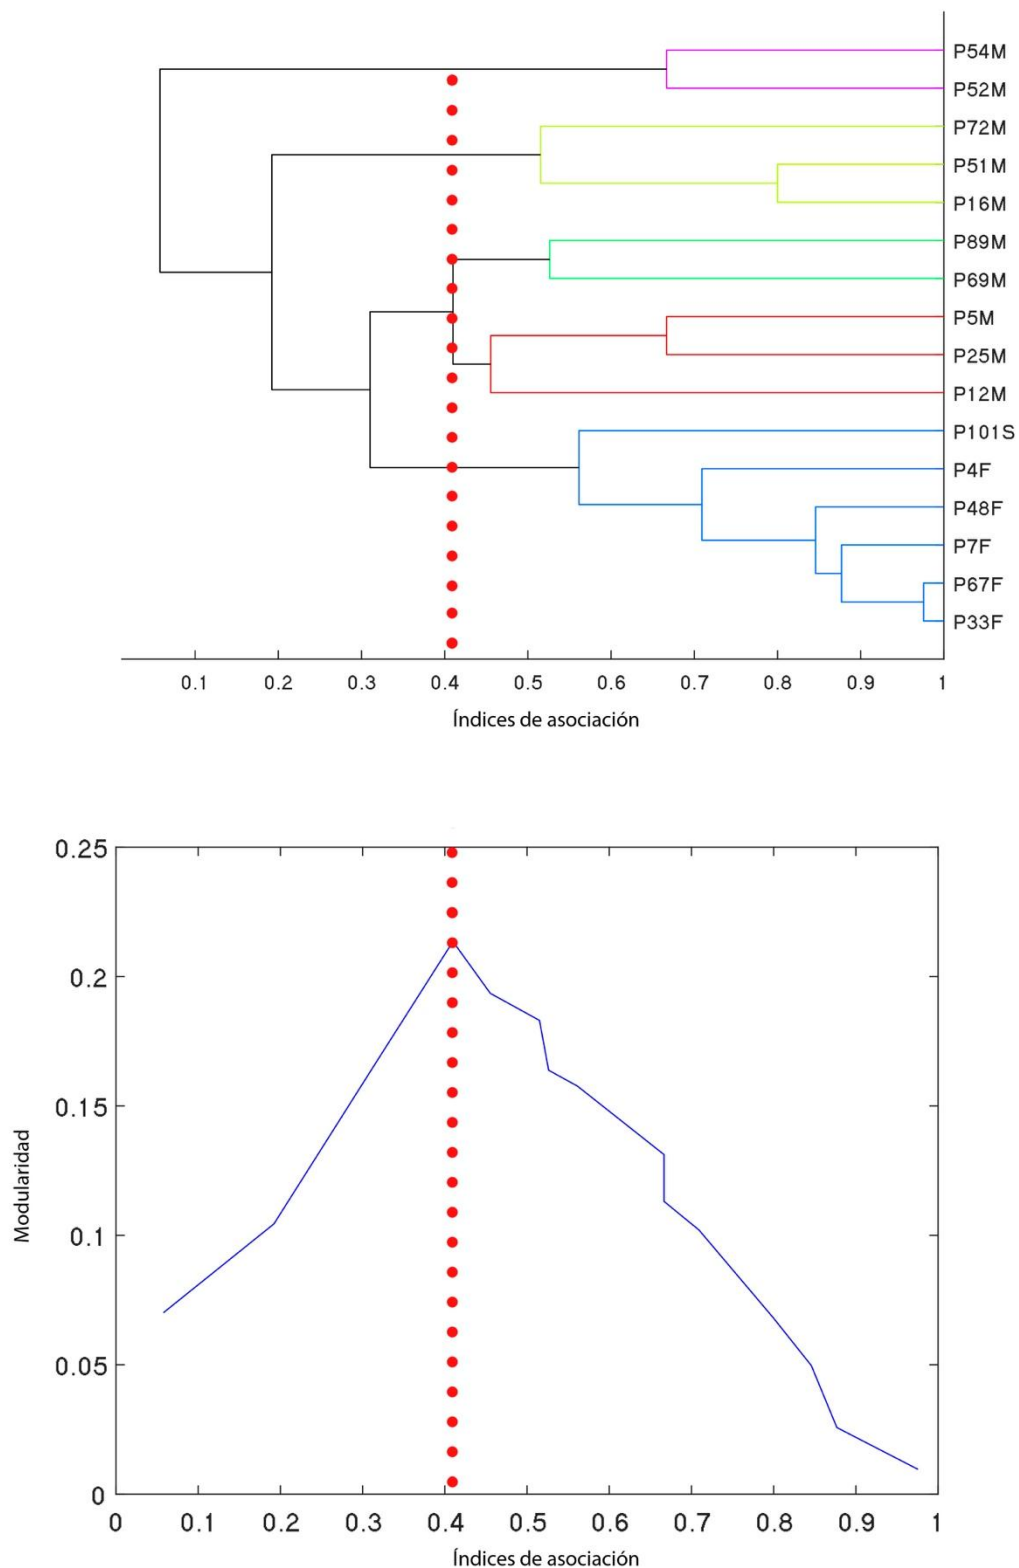 P54M
P52M
P72M
P51M
P16M
P89M
P69M
P5M
P25M
P12M
P101S
P4F
P48F
P7F
P67F
P33F
0.1 0.2 0.3 0.4 0.5 0.6 0.7 0.8 0.9 1
Índices de asociación
0.25
0.2
0.15
0.1
0.05
0
Modularidad
0 0.1 0.2 0.3 0.4 0.5 0.6 0.7 0.8 0.9 1
Índices de asociación